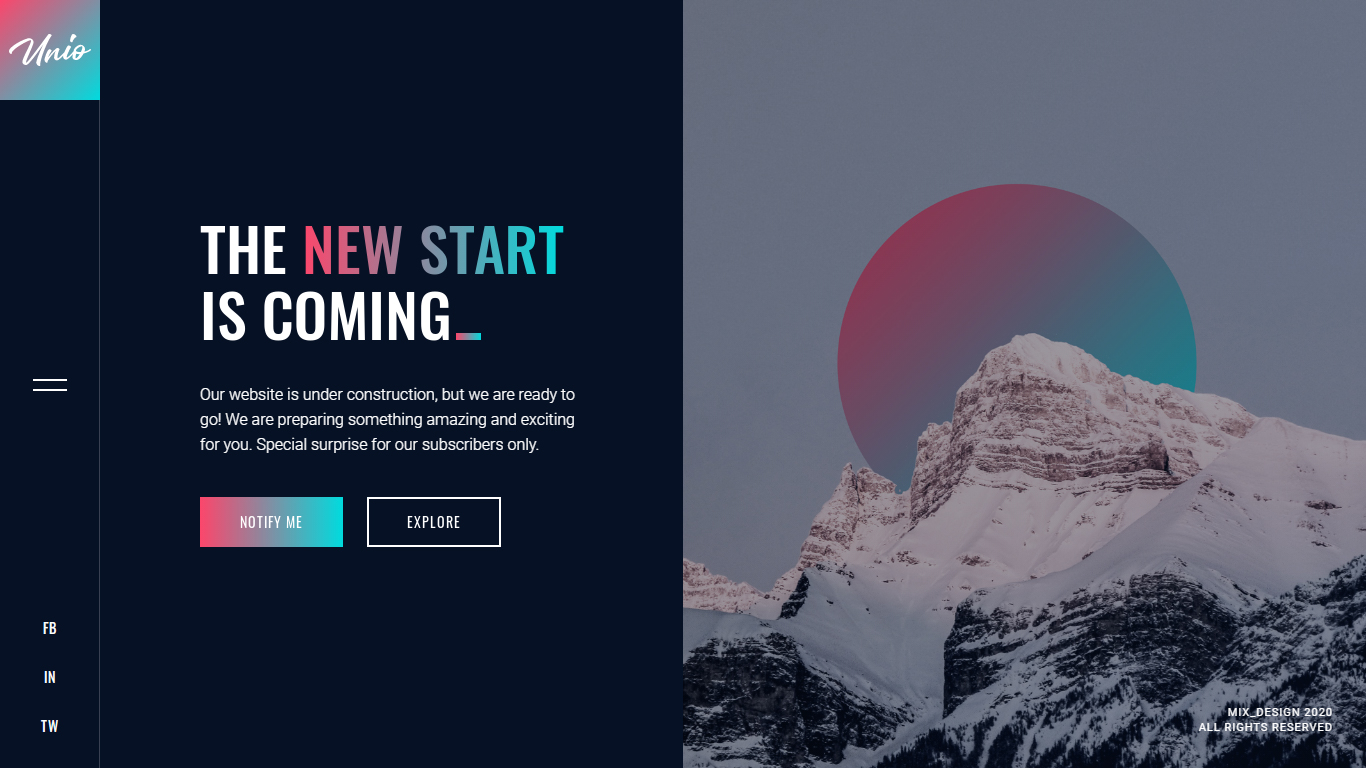 Unio
THE NEW START
IS COMING_
Our website is under construction, but we are ready to
go! We are preparing something amazing and exciting
for you. Special surprise for our subscribers only.
NOTIFY ME
EXPLORE
FB
IN
TW
MIX_DESIGN 2020
ALL RIGHTS RESERVED